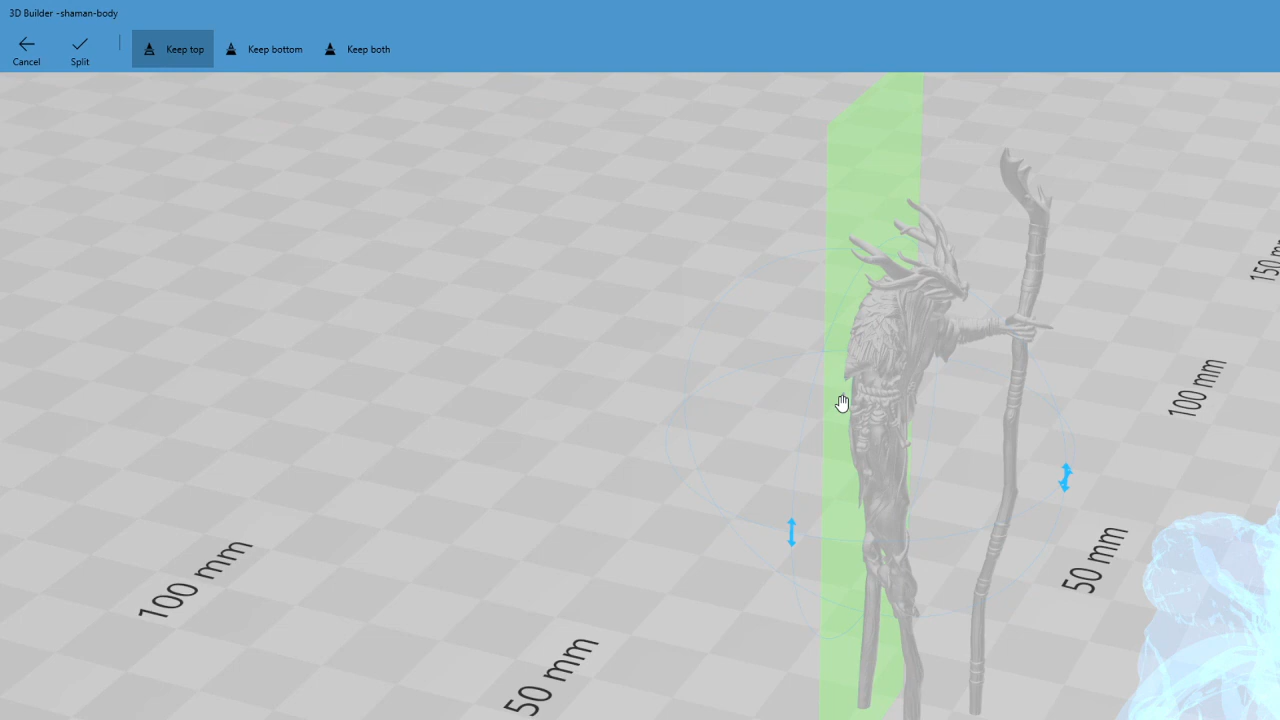 3D Builder -shaman-body
Cancel
Split
Keep top
Keep bottom
Keep both
150 m
100 mm
50 mm
100 mm
50 mm